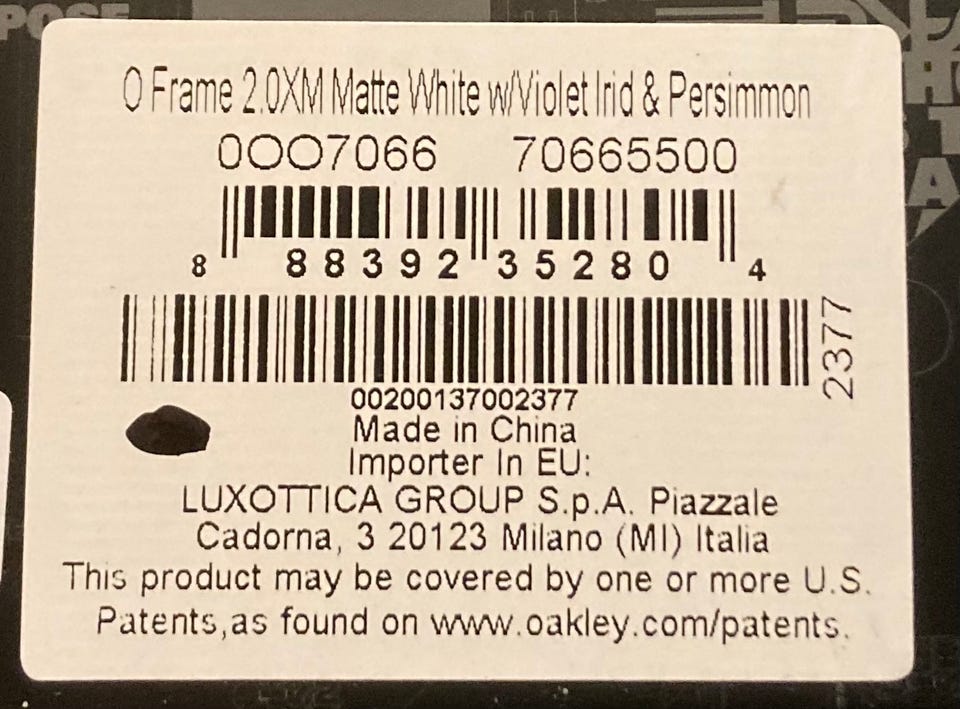 POSE
O Frame 2.0XM Matte White w/Violet Irid & Persimmon
0OO7066 70665500
8 88392 35280 4
2377
00200137002377
Made in China
Importer In EU:
LUXOTTICA GROUP S.p.A. Piazzale
Cadorna, 3 20123 Milano (MI) Italia
This product may be covered by one or more U.S.
Patents,as found on www.oakley.com/patents.